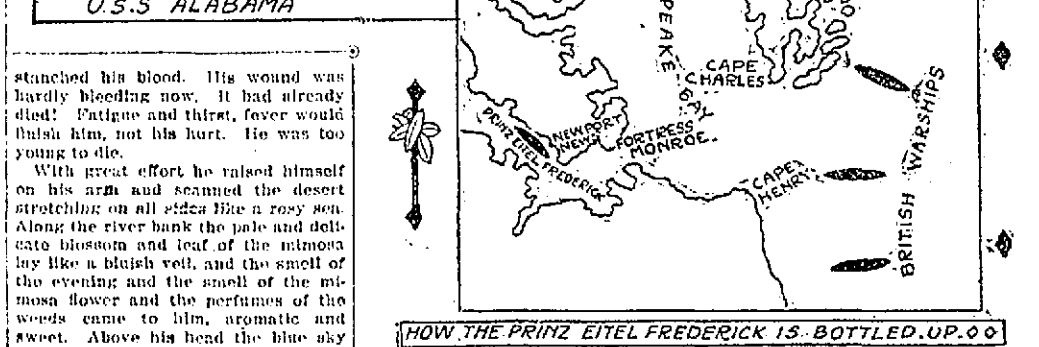 U.S.S ALABAMA
stanched his blood. His wound was
hardly bleeding now. It had already
died! Fatigue and thirst, fever would
finish him, not his hurt. He was too
young to die.
With great effort he raised himself
on his arm and scanned the desert
stretching on all sides like a rosy sea.
Along the river bank the pale and deli-
cate blossom and leaf of the mimosa
lay like a bluish veil, and the smell of
the evening and the smell of the mi-
mosa flower and the perfumes of the
weeds came to him, aromatic and
sweet. Above his head the blue sky
PEAKE
BAY
CAPE
CHARLES
PRINZ EITEL FREDERICK
NEWPORT
NEWS
FORTRESS
MONROE
CAPE
HENRY
BRITISH WARSHIPS
HOW THE PRINZ EITEL FREDERICK IS BOTTLED UP